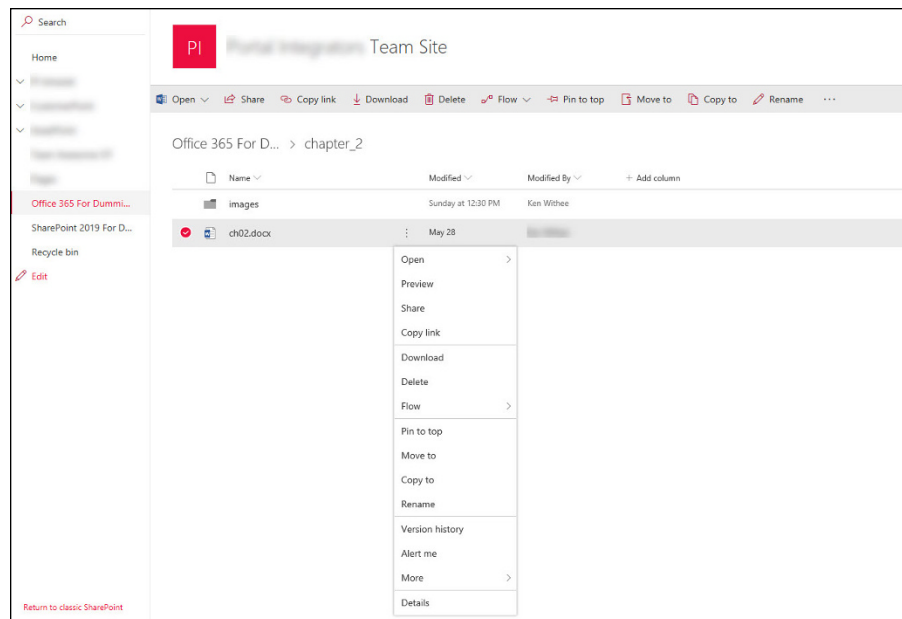 Search
Home
Office 365 For Dummi...
SharePoint 2019 For D...
Recycle bin
Edit
Return to classic SharePoint
PI Team Site
Open Share Copy link Download Delete Flow Pin to top Move to Copy to Rename ...
Office 365 For D... > chapter_2
Name Modified Modified By + Add column
images Sunday at 12:30 PM Ken Withee
ch02.docx May 28
Open
Preview
Share
Copy link
Download
Delete
Flow
Pin to top
Move to
Copy to
Rename
Version history
Alert me
More
Details